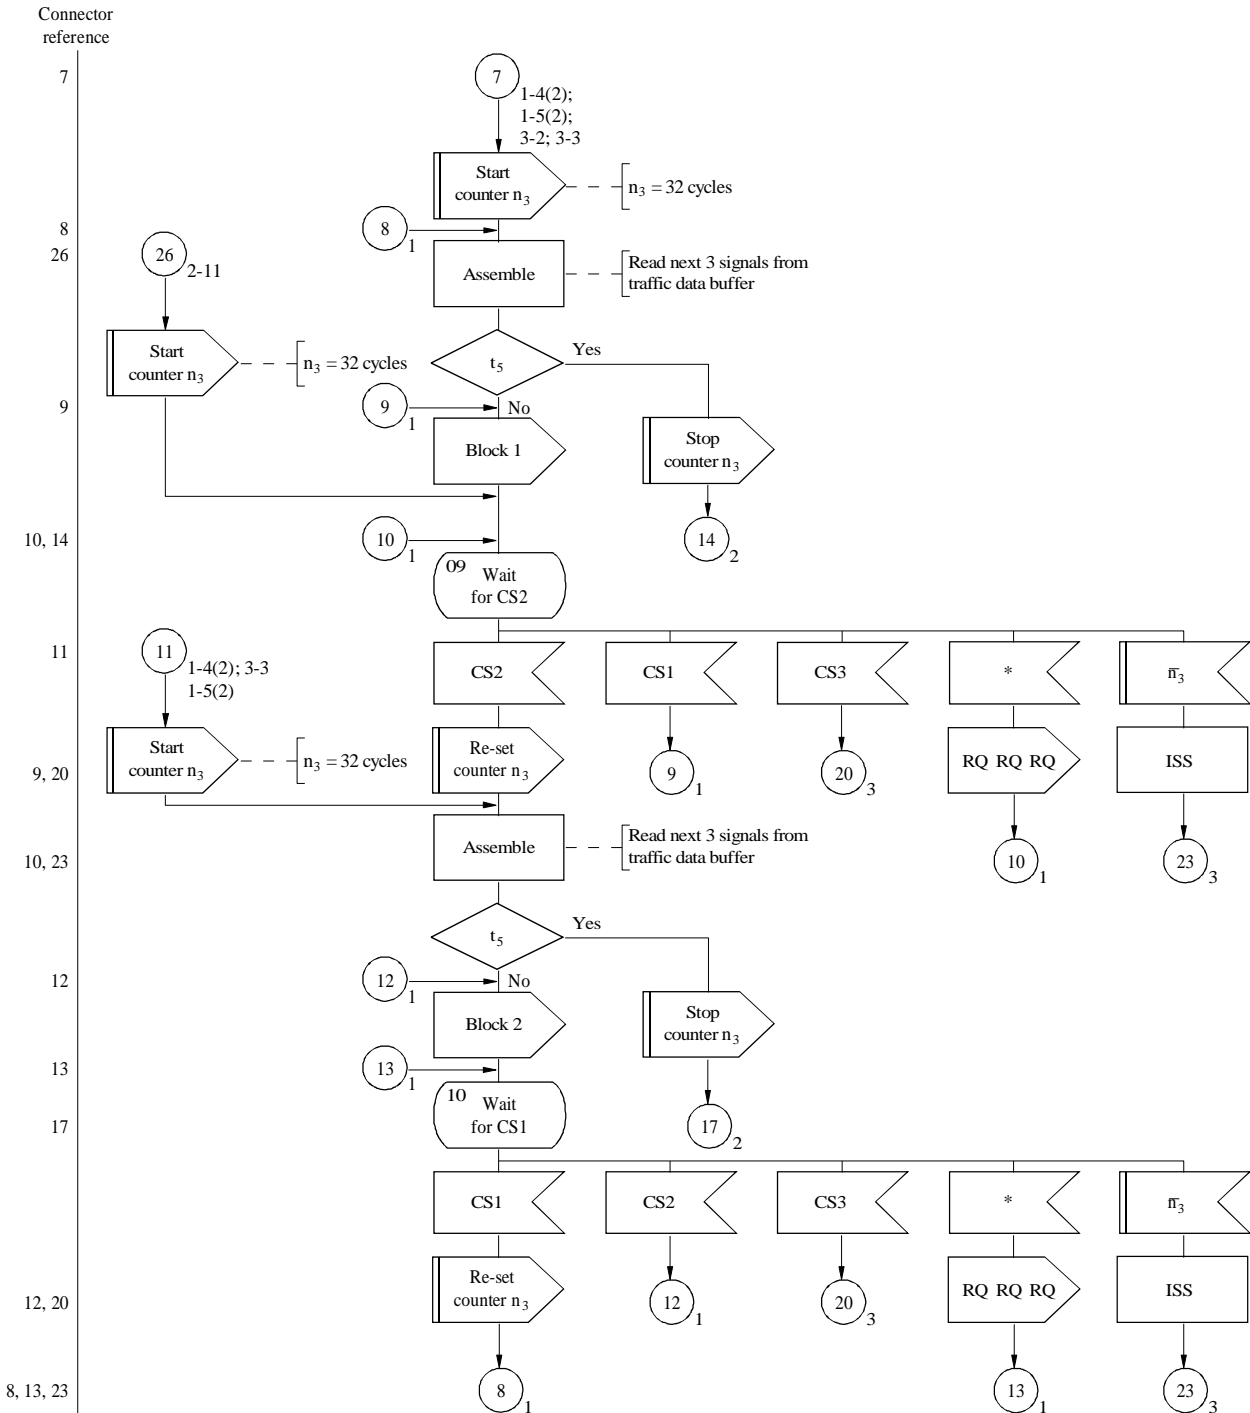 Connector
reference
7
7
1-4(2);
1-5(2);
3-2; 3-3
Start
counter n3
n3 = 32 cycles
8
8
1
26
26
2-11
Assemble
Read next 3 signals from
traffic data buffer
Start
counter n3
n3 = 32 cycles
t5
Yes
9
9
1
No
Block 1
Stop
counter n3
10, 14
10
1
14
2
09
Wait
for CS2
11
11
1-4(2); 3-3
1-5(2)
CS2
CS1
CS3
*
n̅3
Start
counter n3
n3 = 32 cycles
Re-set
counter n3
9, 20
9
1
20
3
RQ RQ RQ
ISS
Assemble
Read next 3 signals from
traffic data buffer
10, 23
10
1
23
3
t5
Yes
12
12
1
No
Block 2
Stop
counter n3
13
13
1
10
Wait
for CS1
17
17
2
CS1
CS2
CS3
*
n̅3
Re-set
counter n3
12, 20
12
1
20
3
RQ RQ RQ
ISS
8, 13, 23
8
1
13
1
23
3